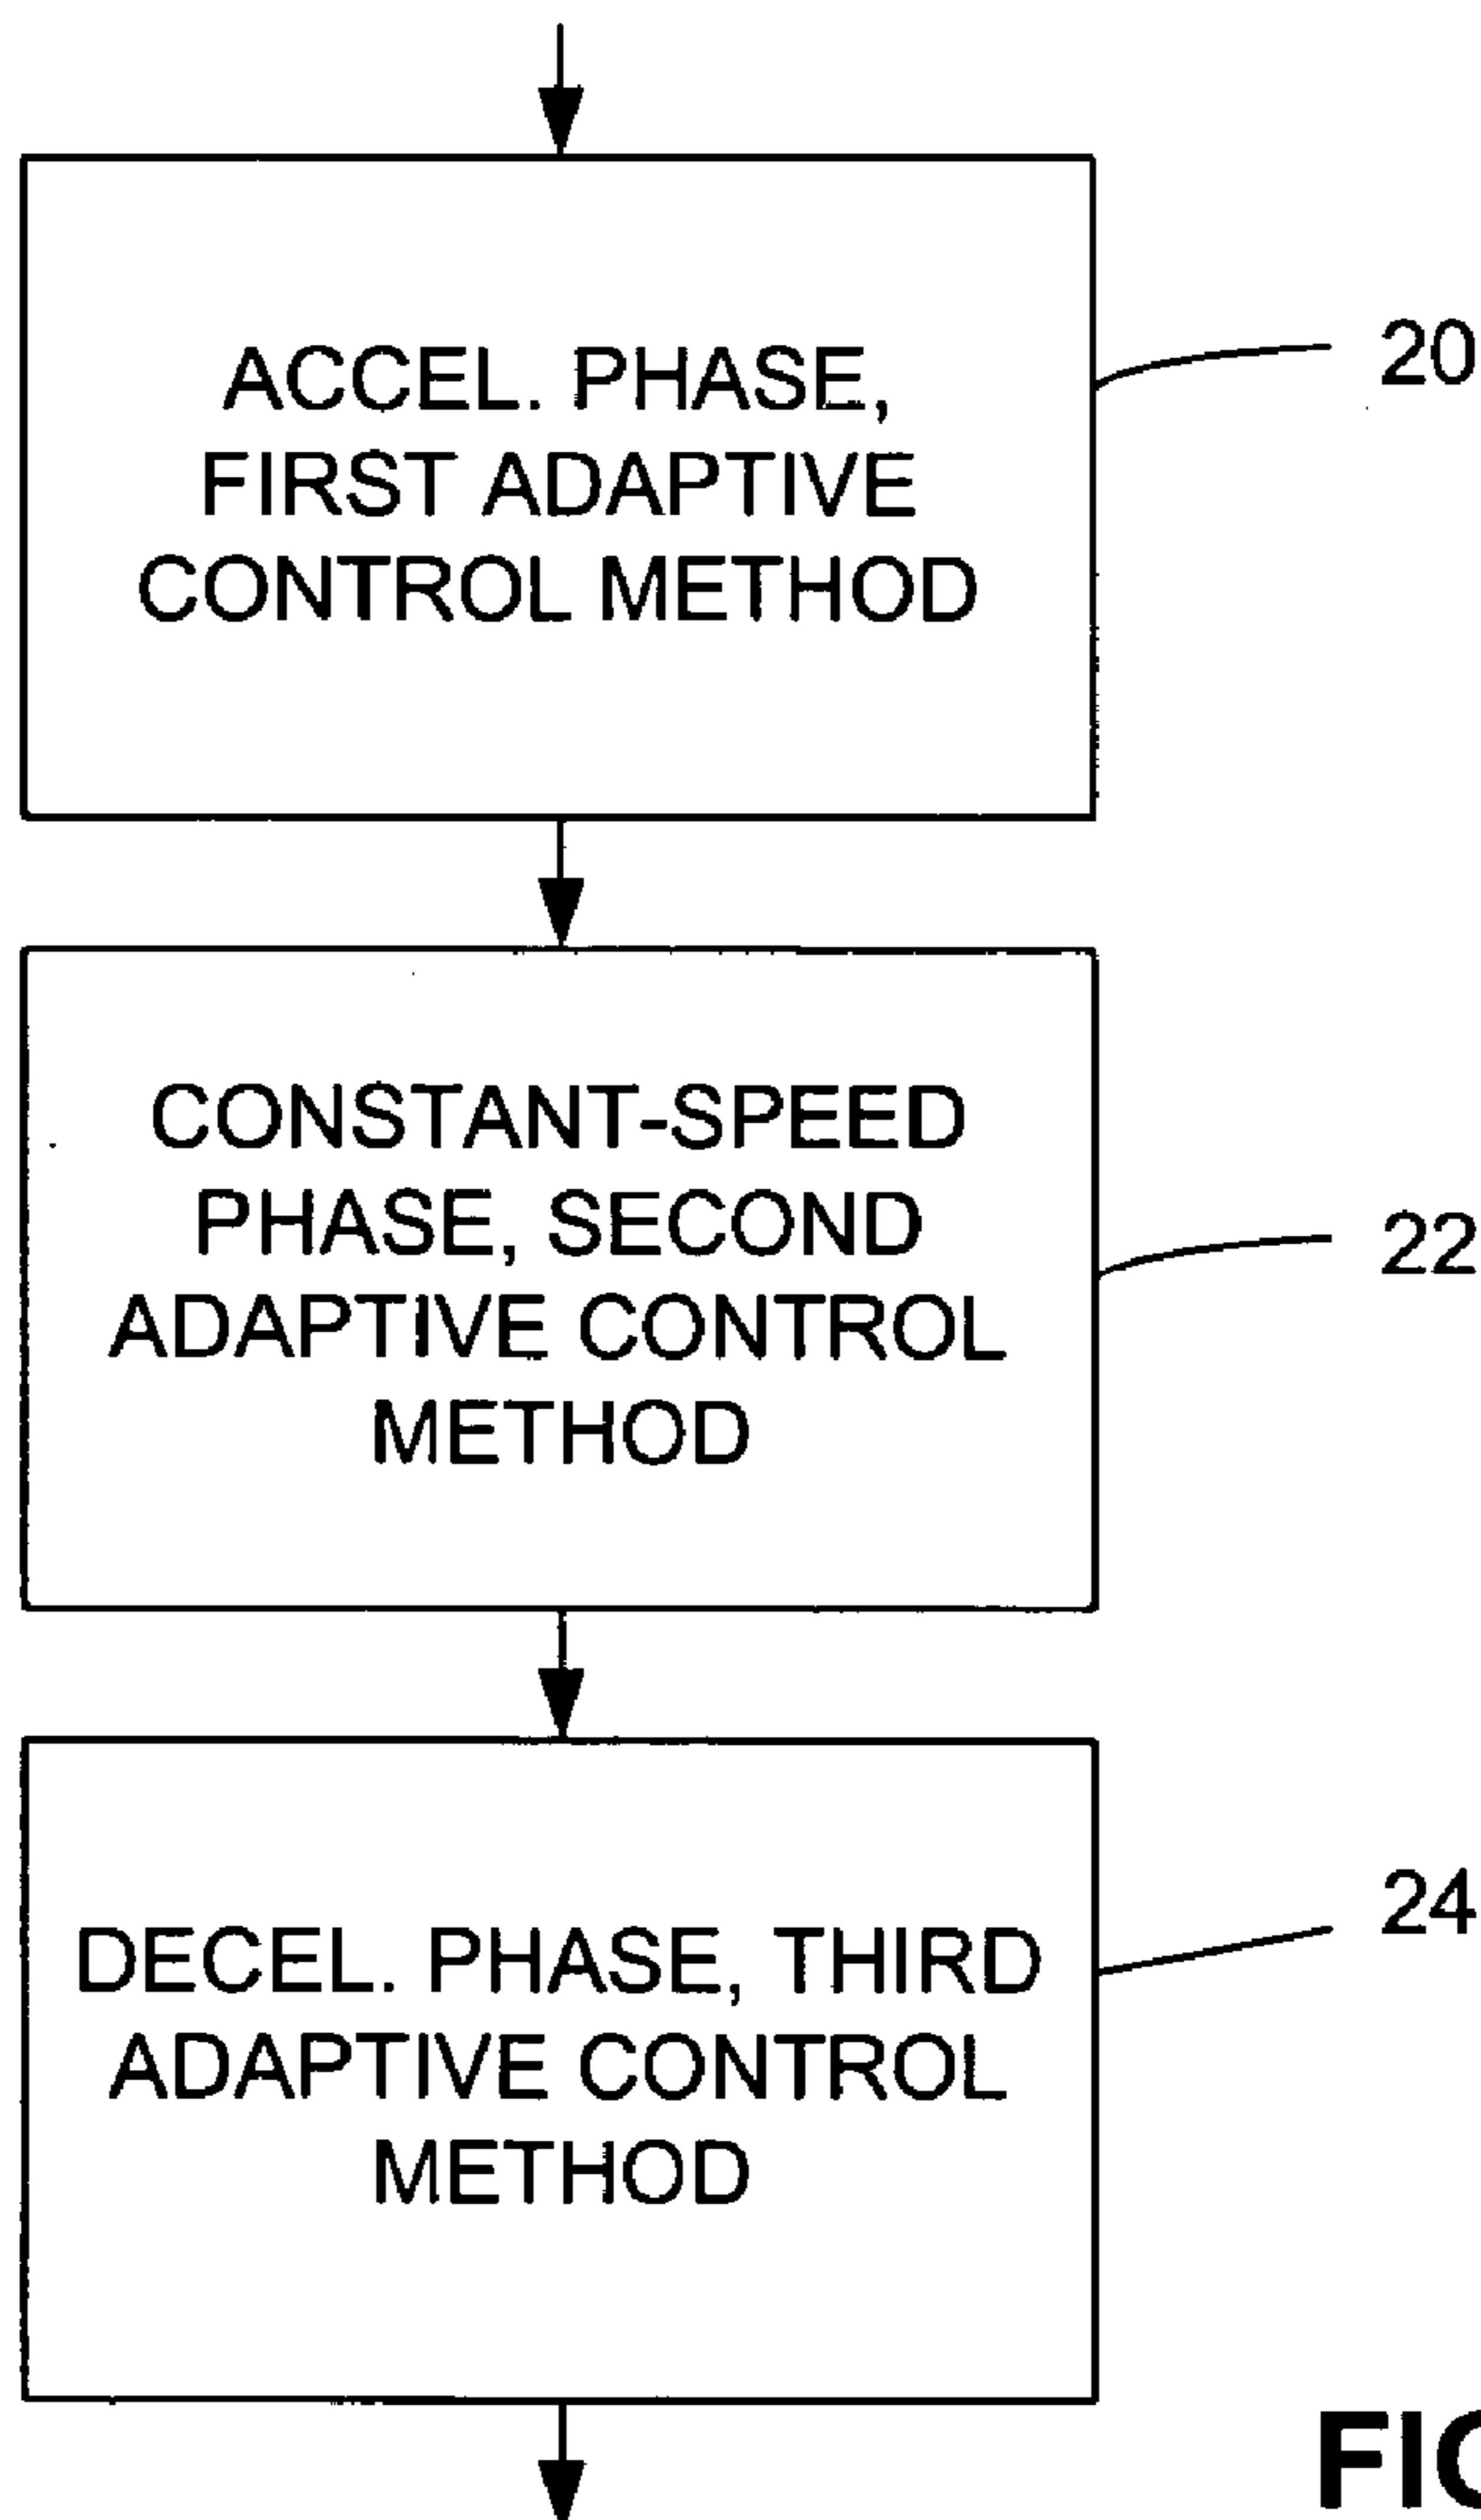 ACCEL. PHASE,
FIRST ADAPTIVE
CONTROL METHOD
20
CONSTANT-SPEED
PHASE, SECOND
ADAPTIVE CONTROL
METHOD
22
DECEL. PHASE, THIRD
ADAPTIVE CONTROL
METHOD
24